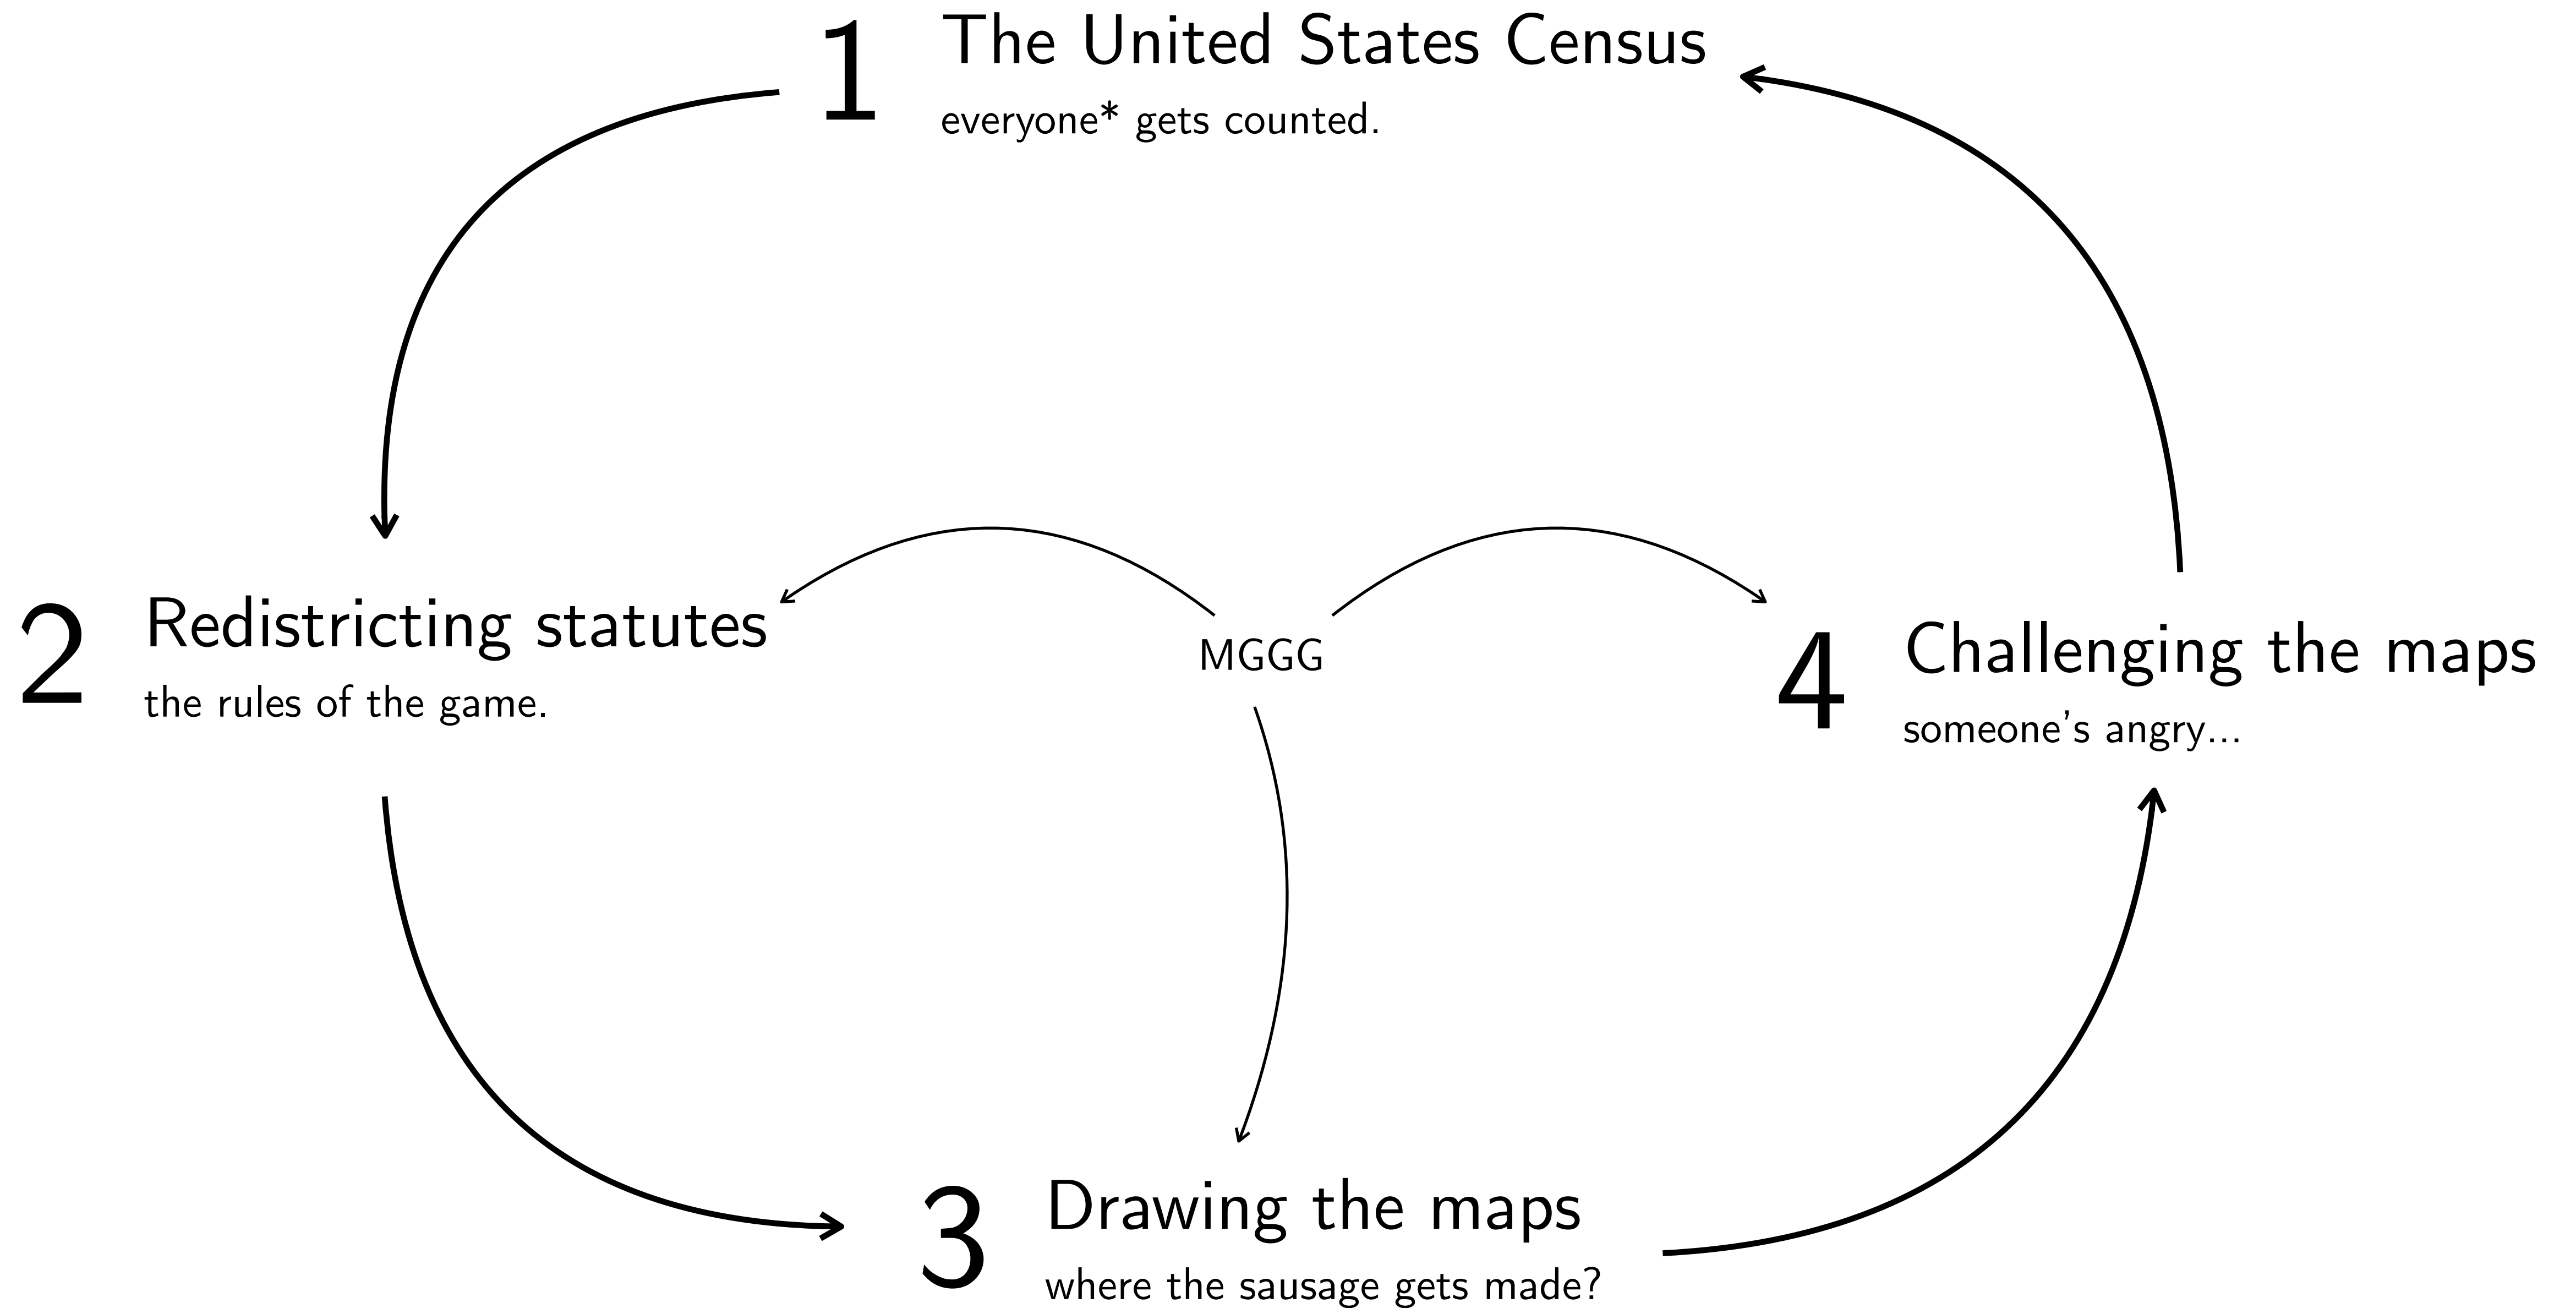 1
The United States Census
everyone* gets counted.
2
Redistricting statutes
the rules of the game.
MGGG
4
Challenging the maps
someone's angry...
3
Drawing the maps
where the sausage gets made?